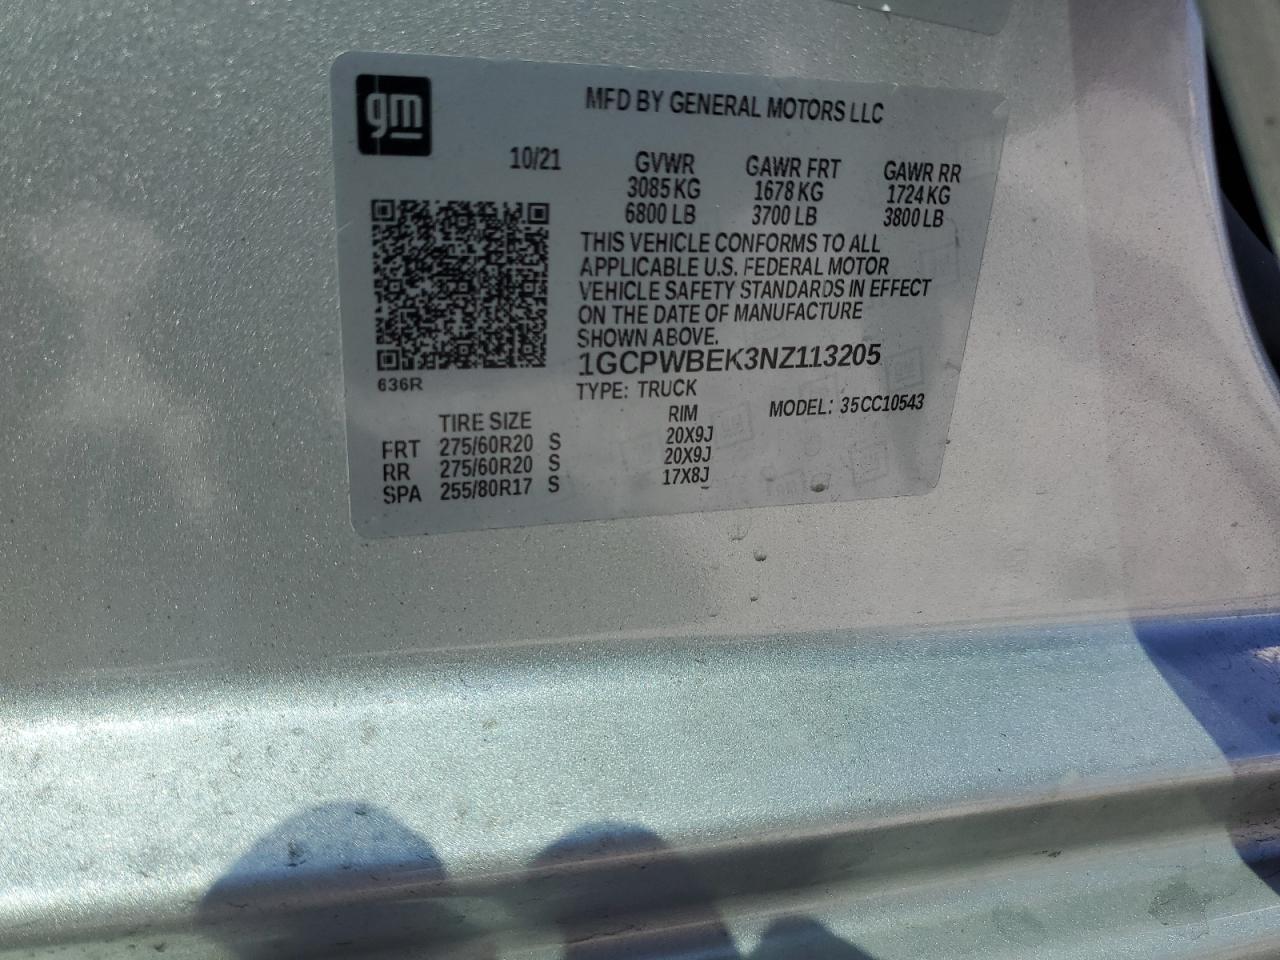 gm
MFD BY GENERAL MOTORS LLC
10/21 GVWR GAWR FRT GAWR RR
3085 KG 1678 KG 1724 KG
6800 LB 3700 LB 3800 LB
THIS VEHICLE CONFORMS TO ALL
APPLICABLE U.S. FEDERAL MOTOR
VEHICLE SAFETY STANDARDS IN EFFECT
ON THE DATE OF MANUFACTURE
SHOWN ABOVE.
1GCPWBEK3NZ113205
636R TYPE: TRUCK MODEL: 35CC10543
TIRE SIZE RIM
FRT 275/60R20 S 20X9J
RR 275/60R20 S 20X9J
SPA 255/80R17 S 17X8J